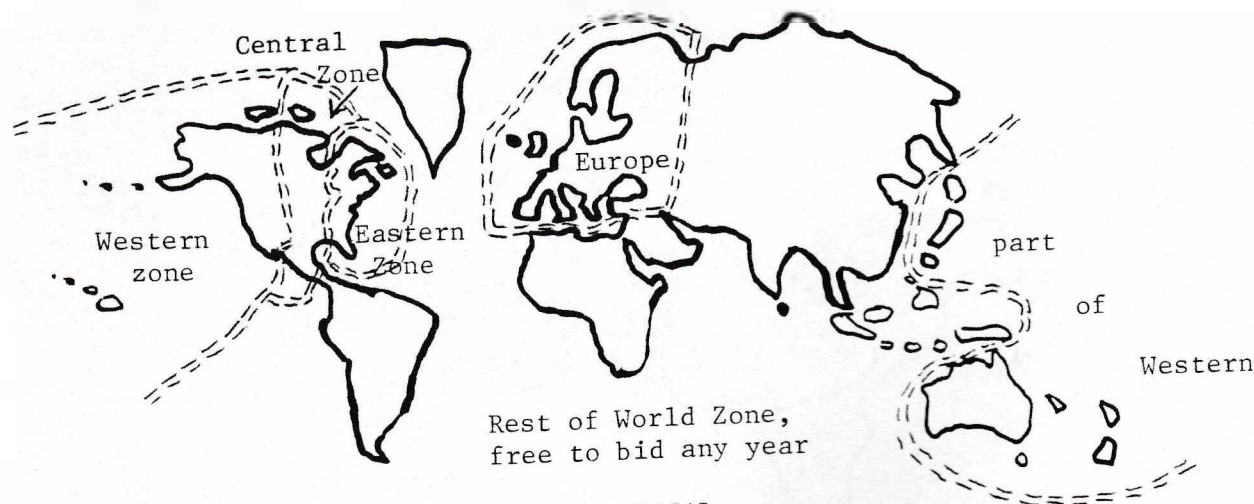 Central
Zone
Europe
Western
zone
Eastern
Zone
part
of
Western
Rest of World Zone,
free to bid any year